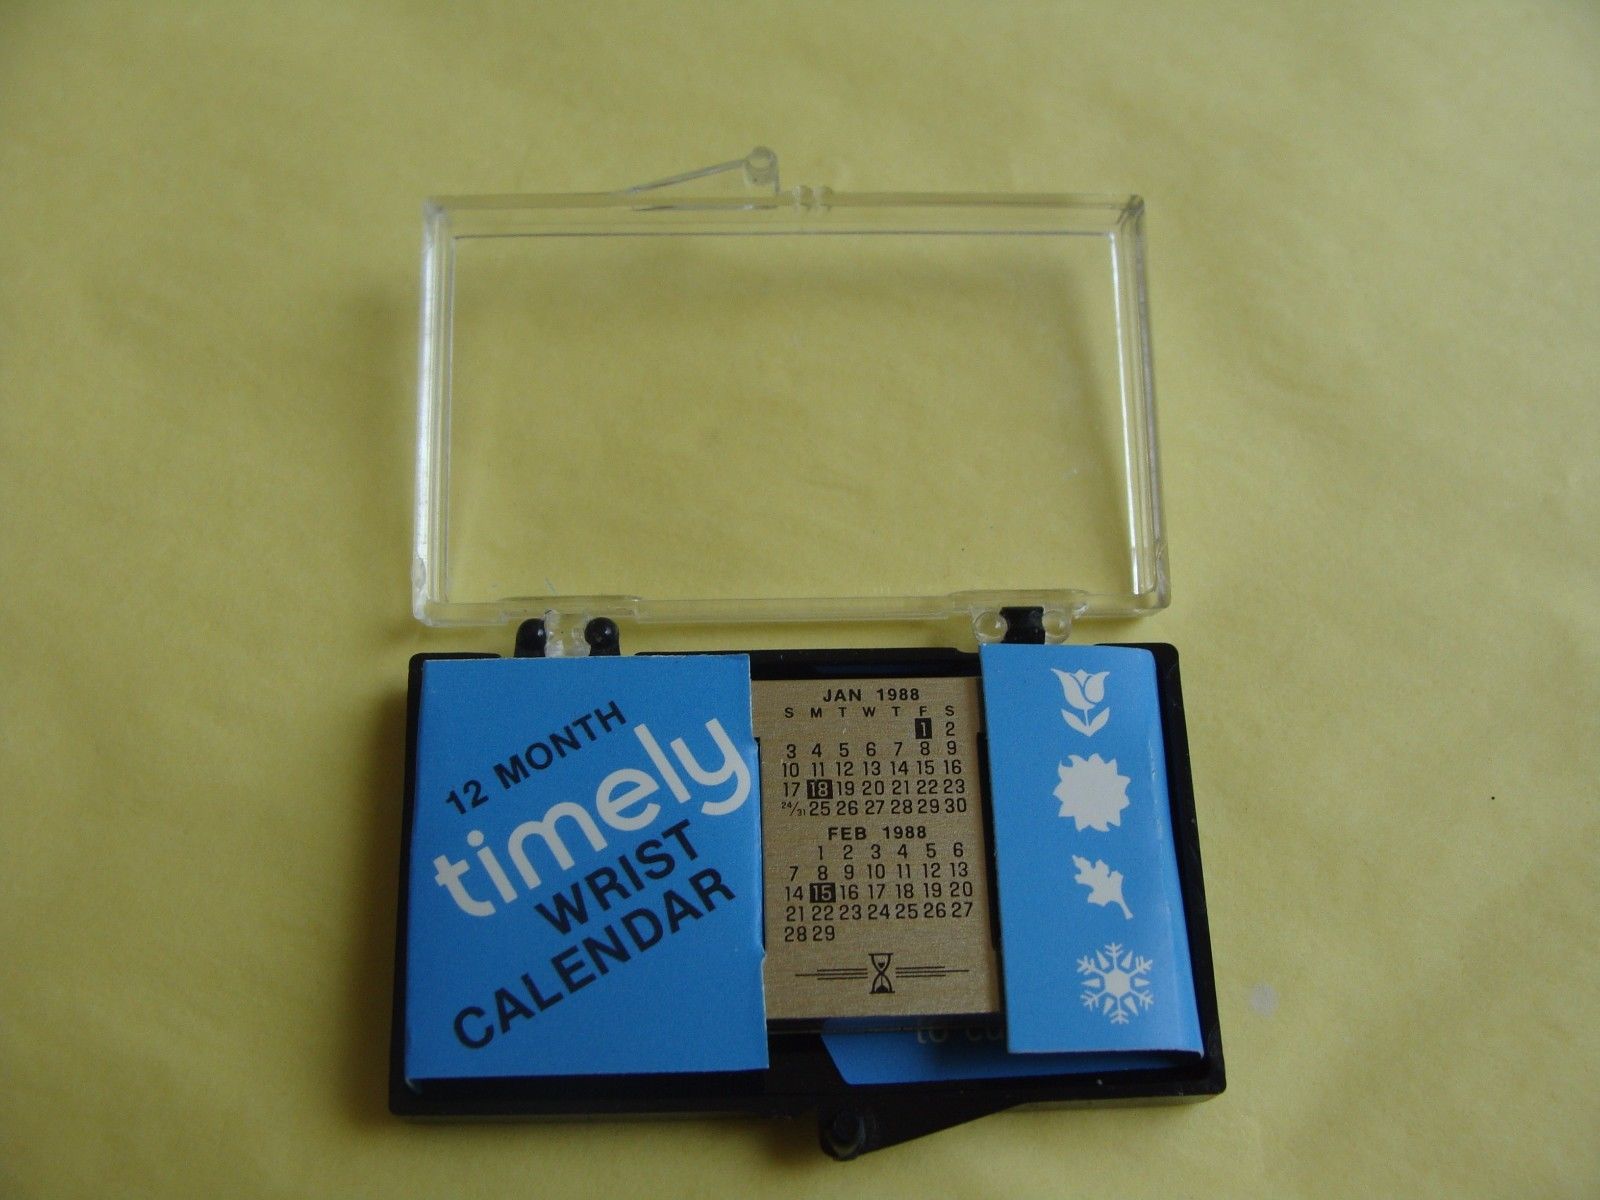 12 MONTH
timely
WRIST
CALENDAR
JAN 1988
S M T W T F S
1 2
3 4 5 6 7 8 9
10 11 12 13 14 15 16
17 18 19 20 21 22 23
24/31 25 26 27 28 29 30
FEB 1988
1 2 3 4 5 6
7 8 9 10 11 12 13
14 15 16 17 18 19 20
21 22 23 24 25 26 27
28 29
to